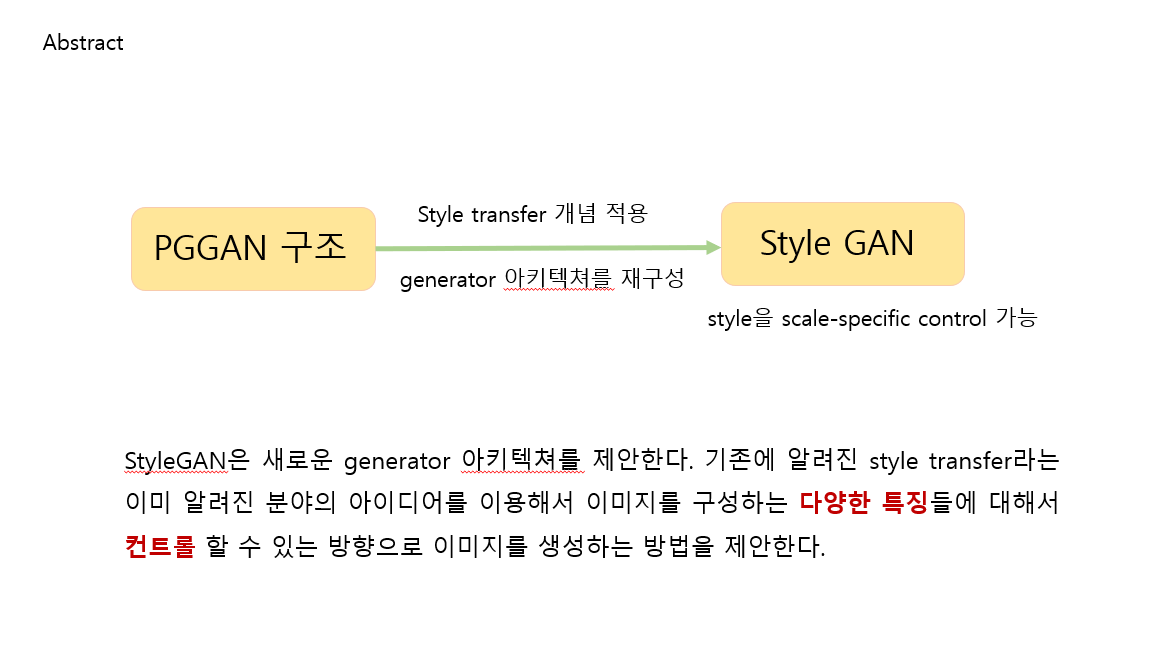 Abstract
Style transfer 개념 적용
PGGAN 구조
Style GAN
generator 아키텍쳐를 재구성
style을 scale-specific control 가능
StyleGAN은 새로운 generator 아키텍쳐를 제안한다. 기존에 알려진 style transfer라는
이미 알려진 분야의 아이디어를 이용해서 이미지를 구성하는 다양한 특징들에 대해서
컨트롤 할 수 있는 방향으로 이미지를 생성하는 방법을 제안한다.